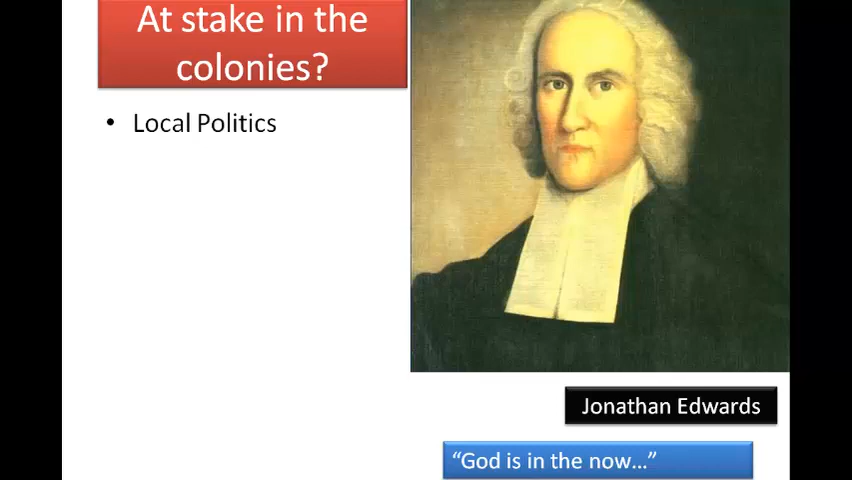 At stake in the
colonies?
• Local Politics
Jonathan Edwards
“God is in the now...”